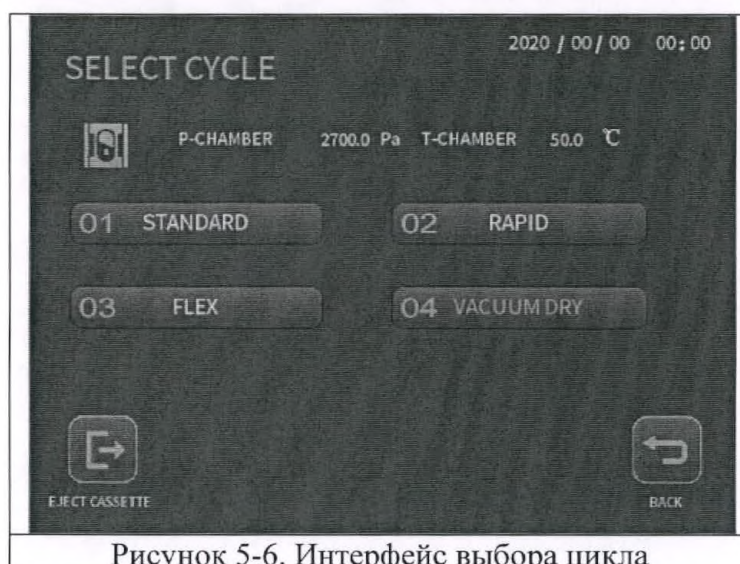 2020 / 00 / 00 00:00
SELECT CYCLE
P-CHAMBER 2700.0 Pa T-CHAMBER 50.0 ℃
01 STANDARD
02 RAPID
03 FLEX
04 VACUUM DRY
EJECT CASSETTE
BACK
Рисунок 5-6. Интерфейс выбора цикла